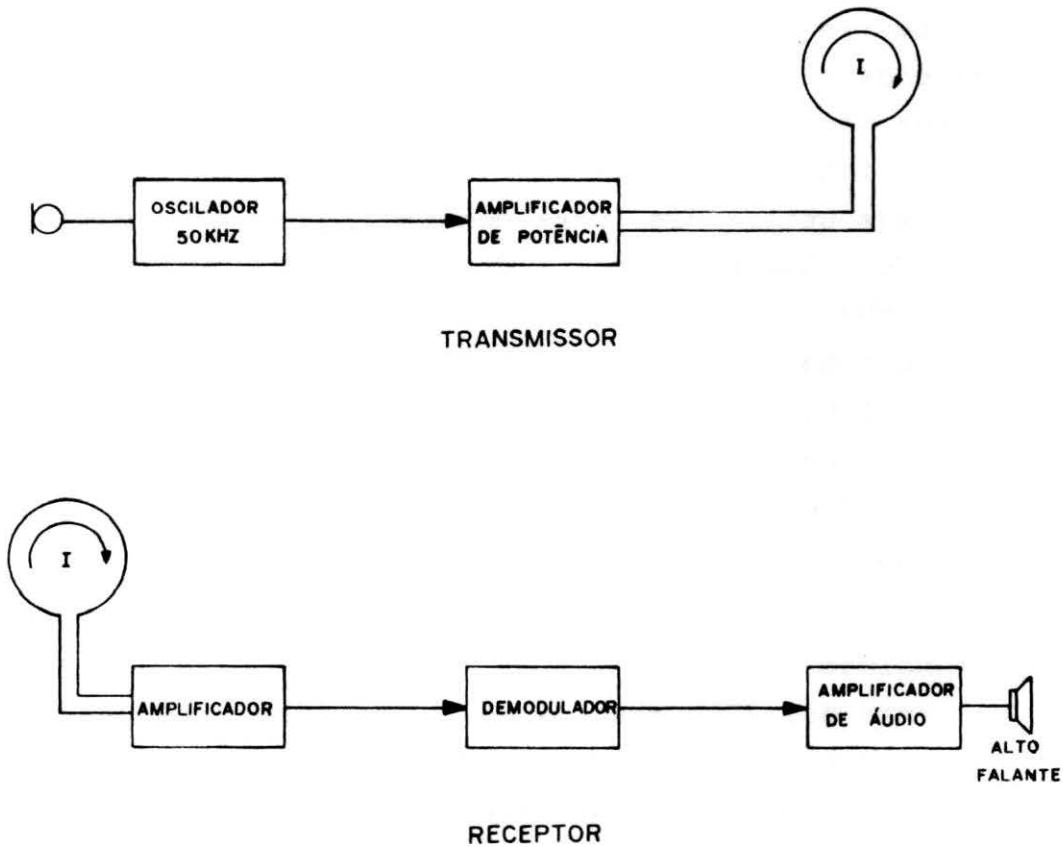 I
OSCILADOR
50KHZ
AMPLIFICADOR
DE POTÊNCIA
TRANSMISSOR
I
AMPLIFICADOR
DEMODULADOR
AMPLIFICADOR
DE ÁUDIO
ALTO
FALANTE
RECEPTOR